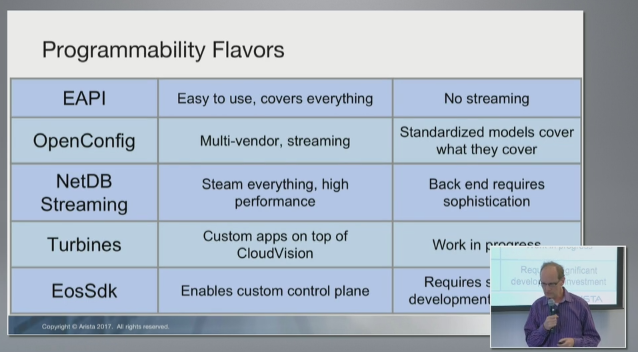 Programmability Flavors
EAPI
Easy to use, covers everything
No streaming
OpenConfig
Multi-vendor, streaming
Standardized models cover
what they cover
NetDB
Streaming
Steam everything, high
performance
Back end requires
sophistication
Turbines
Custom apps on top of
CloudVision
Work in progress
EosSdk
Enables custom control plane
Requires
development
Copyright © Arista 2017. All rights reserved.